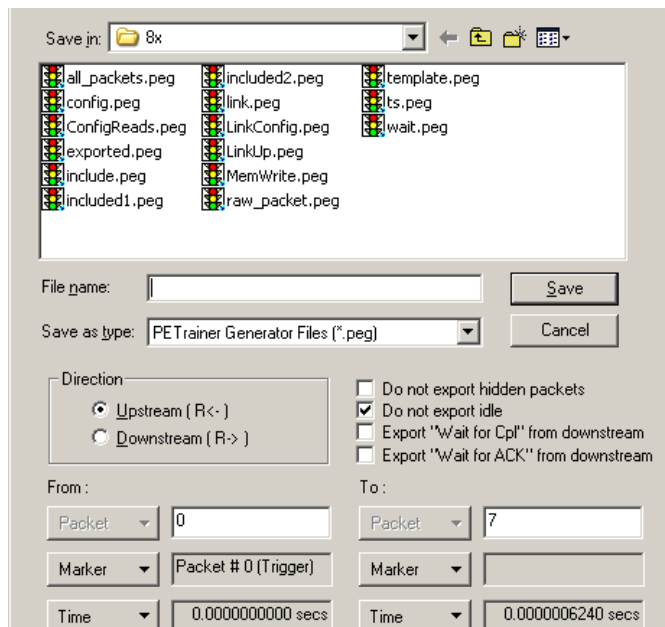 Save in: 8x
all_packets.peg included2.peg template.peg
config.peg link.peg ts.peg
ConfigReads.peg LinkConfig.peg wait.peg
exported.peg LinkUp.peg
include.peg MemWrite.peg
included1.peg raw_packet.peg
File name: Save
Save as type: PETrainer Generator Files (*.peg) Cancel
Direction
Upstream ( R<- )
Downstream ( R-> )
Do not export hidden packets
Do not export idle
Export "Wait for Cpl" from downstream
Export "Wait for ACK" from downstream
From : To :
Packet 0 Packet 7
Marker Packet # 0 (Trigger) Marker
Time 0.0000000000 secs Time 0.0000006240 secs